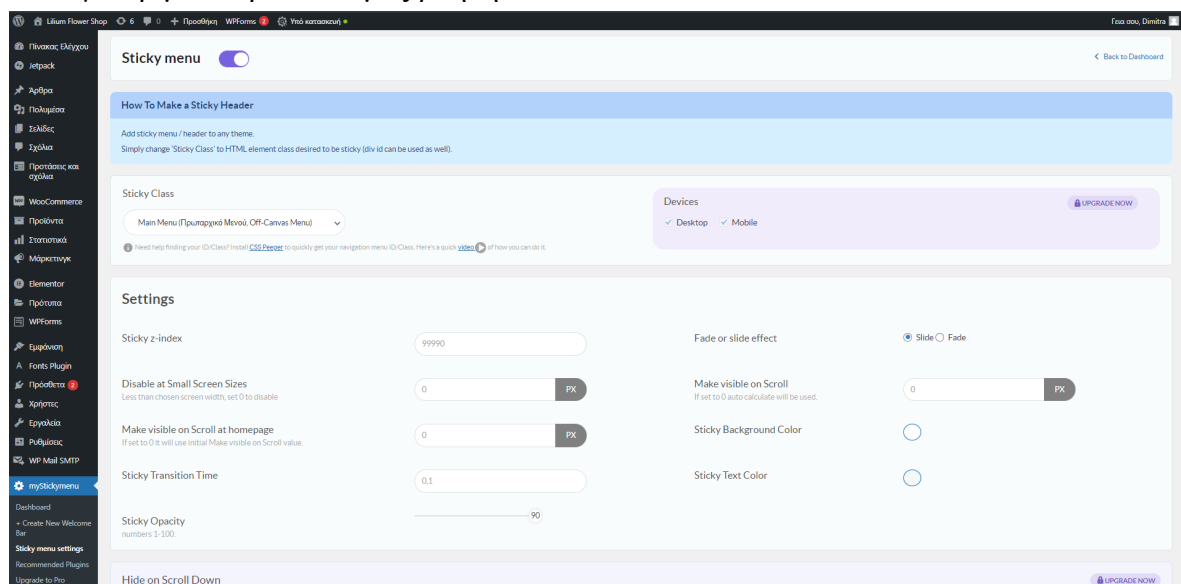 Lilium Flower Shop 6 0 + Προσθήκη WPForms 2 Υπό κατασκευή Γεια σου, Dimitra
Πίνακας Ελέγχου
Jetpack
Άρθρα
Πολυμέσα
Σελίδες
Σχόλια
Προτάσεις και
σχόλια
WooCommerce
Προϊόντα
Στατιστικά
Μάρκετινγκ
Elementor
Πρότυπα
WPForms
Εμφάνιση
Fonts Plugin
Πρόσθετα 2
Χρήστες
Εργαλεία
Ρυθμίσεις
WP Mail SMTP
myStickymenu
Dashboard
+ Create New Welcome
Bar
Sticky menu settings
Recommended Plugins
Upgrade to Pro
Sticky menu
Back to Dashboard
How To Make a Sticky Header
Add sticky menu / header to any theme.
Simply change 'Sticky Class' to HTML element class desired to be sticky (div id can be used as well).
Sticky Class
Main Menu (Πρωταρχικό Μενού, Off-Canvas Menu)
Need help finding your ID/Class? Install CSS Peeper to quickly get your navigation menu ID/Class. Here's a quick video of how you can do it.
Devices
UPGRADE NOW
Desktop Mobile
Settings
Sticky z-index
99990
Fade or slide effect
Slide Fade
Disable at Small Screen Sizes
Less than chosen screen width, set 0 to disable
0 PX
Make visible on Scroll
If set to 0 auto calculate will be used.
0 PX
Make visible on Scroll at homepage
If set to 0 it will use initial Make visible on Scroll value.
0 PX
Sticky Background Color
Sticky Transition Time
0,1
Sticky Text Color
Sticky Opacity
numbers 1-100.
90
Hide on Scroll Down
UPGRADE NOW